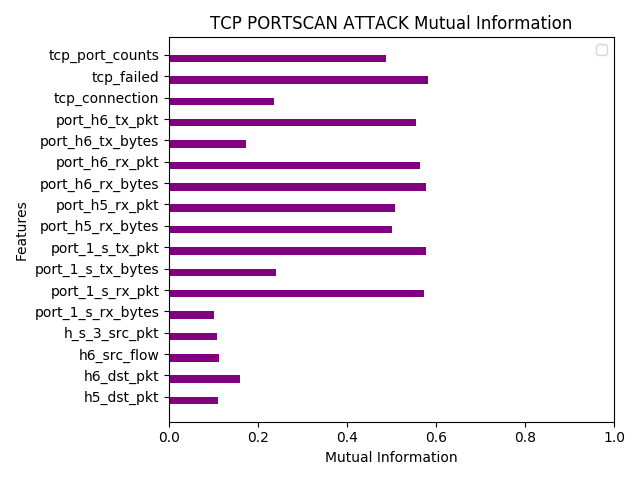 TCP PORTSCAN ATTACK Mutual Information
tcp_port_counts
tcp_failed
tcp_connection
port_h6_tx_pkt
port_h6_tx_bytes
port_h6_rx_pkt
port_h6_rx_bytes
port_h5_rx_pkt
port_h5_rx_bytes
port_1_s_tx_pkt
port_1_s_tx_bytes
port_1_s_rx_pkt
port_1_s_rx_bytes
h_s_3_src_pkt
h6_src_flow
h6_dst_pkt
h5_dst_pkt
Features
0.0 0.2 0.4 0.6 0.8 1.0
Mutual Information